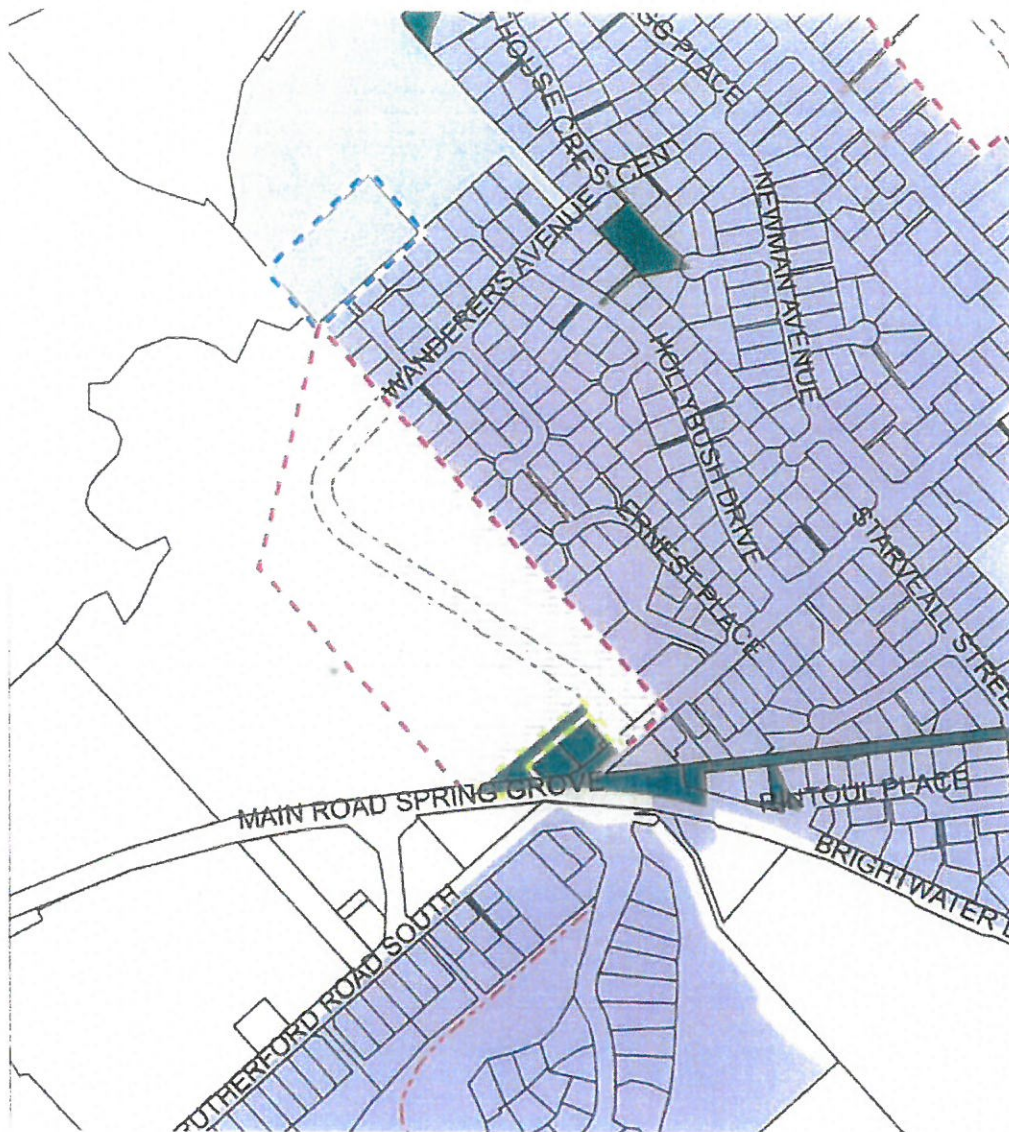 GG PLACE
HOUSE CRES
CENT
NEWMAN AVENUE
WANDERERS AVENUE
HOLLYBUSH DRIVE
ERNEST PLACE
STARVEALL STREE
MAIN ROAD SPRING GROVE
RINTOUL PLACE
BRIGHTWATER
RUTHERFORD ROAD SOUTH